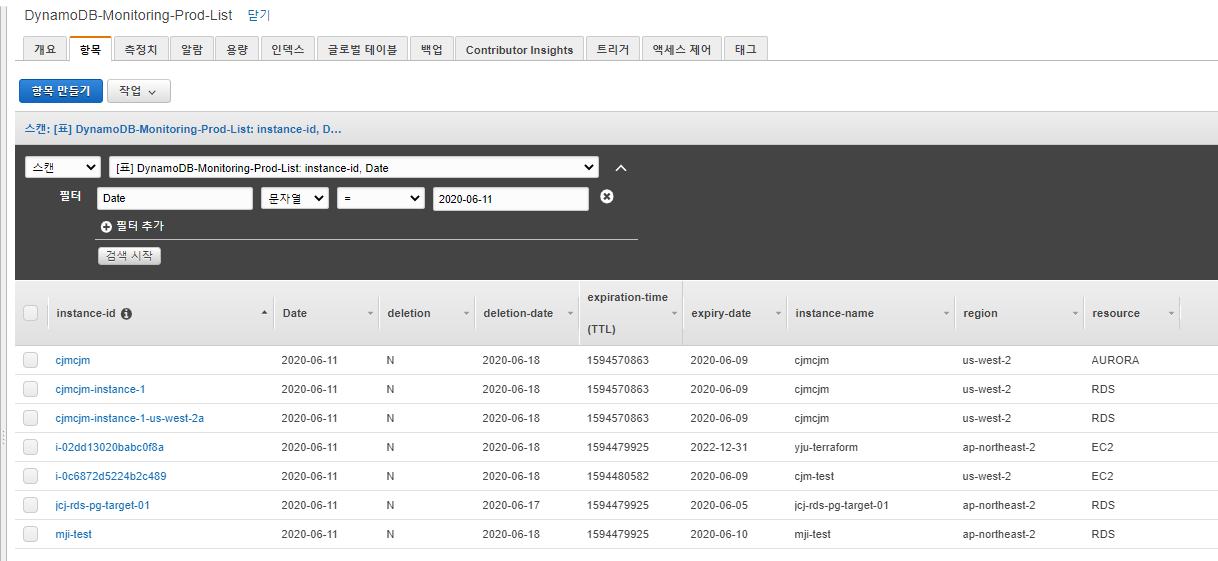 DynamoDB-Monitoring-Prod-List 닫기
개요 항목 측정치 알람 용량 인덱스 글로벌 테이블 백업 Contributor Insights 트리거 액세스 제어 태그
항목 만들기 작업
스캔: [표] DynamoDB-Monitoring-Prod-List: instance-id, D...
스캔 [표] DynamoDB-Monitoring-Prod-List: instance-id, Date
필터 Date 문자열 = 2020-06-11
필터 추가
검색 시작
instance-id Date deletion deletion-date expiration-time (TTL) expiry-date instance-name region resource
cjmcjm 2020-06-11 N 2020-06-18 1594570863 2020-06-09 cjmcjm us-west-2 AURORA
cjmcjm-instance-1 2020-06-11 N 2020-06-18 1594570863 2020-06-09 cjmcjm us-west-2 RDS
cjmcjm-instance-1-us-west-2a 2020-06-11 N 2020-06-18 1594570863 2020-06-09 cjmcjm us-west-2 RDS
i-02dd13020babc0f8a 2020-06-11 N 2020-06-18 1594479925 2022-12-31 yju-terraform ap-northeast-2 EC2
i-0c6872d5224b2c489 2020-06-11 N 2020-06-18 1594480582 2020-06-09 cjm-test us-west-2 EC2
jcj-rds-pg-target-01 2020-06-11 N 2020-06-17 1594479925 2020-06-05 jcj-rds-pg-target-01 ap-northeast-2 RDS
mji-test 2020-06-11 N 2020-06-18 1594479925 2020-06-10 mji-test ap-northeast-2 RDS